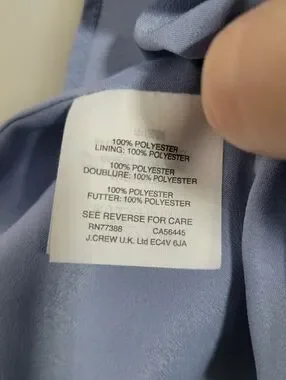 100% POLYESTER
LINING: 100% POLYESTER
100% POLYESTER
DOUBLURE: 100% POLYESTER
100% POLYESTER
FUTTER: 100% POLYESTER
SEE REVERSE FOR CARE
RN77388 CA56445
J.CREW U.K. Ltd EC4V 6JA